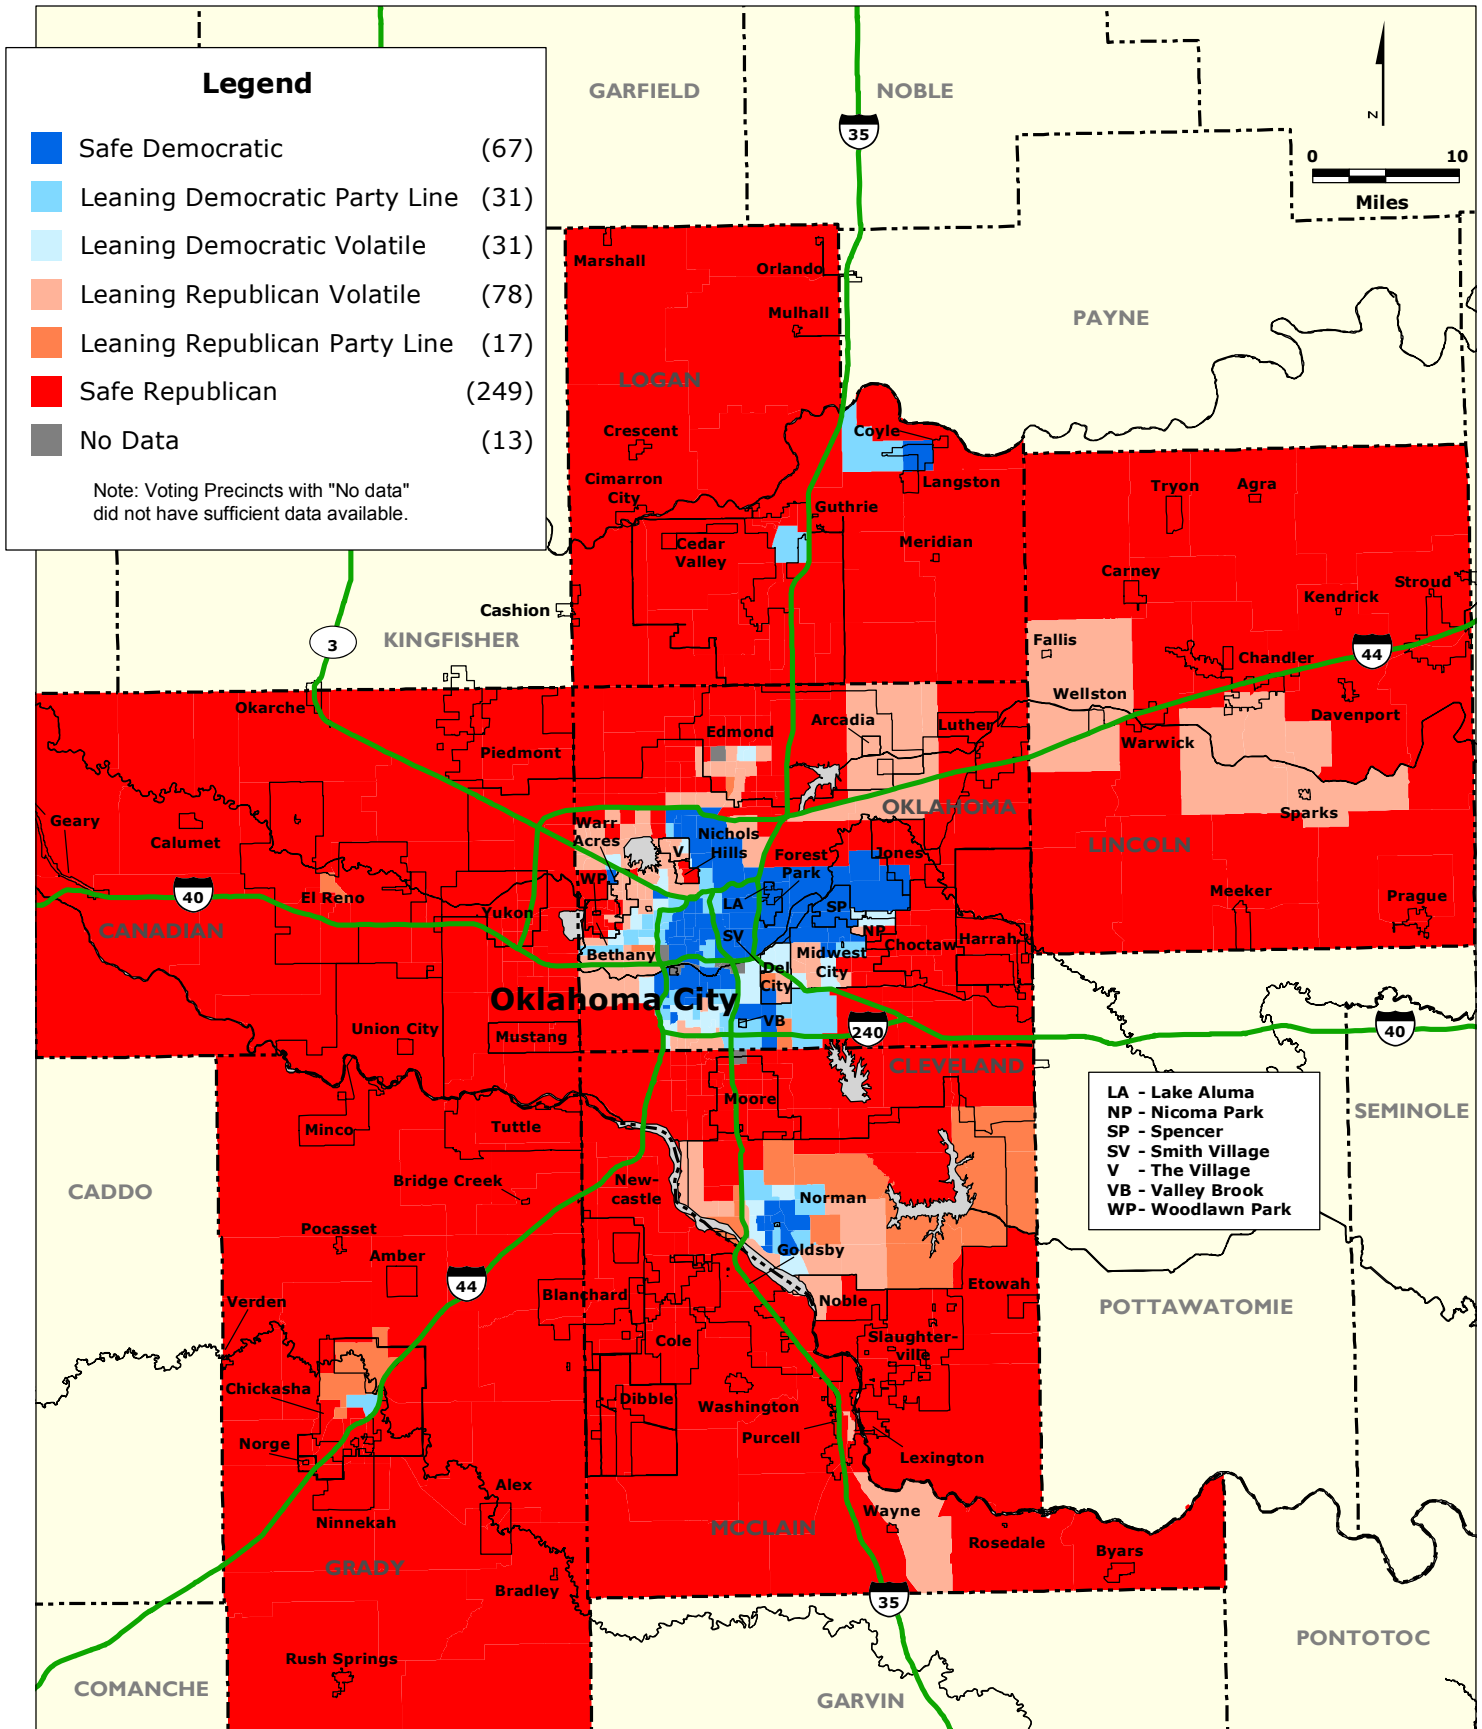 Legend
Safe Democratic (67)
Leaning Democratic Party Line (31)
Leaning Democratic Volatile (31)
Leaning Republican Volatile (78)
Leaning Republican Party Line (17)
Safe Republican (249)
No Data (13)
Note: Voting Precincts with "No data"
did not have sufficient data available.
GARFIELD
NOBLE
35
z
0 10
Miles
Marshall
Orlando
Mulhall
PAYNE
LOGAN
Crescent
Coyle
Cimarron
City
Langston
Guthrie
Tryon
Agra
Cedar
Valley
Meridian
Carney
Stroud
Kendrick
Cashion
KINGFISHER
3
Fallis
Chandler
44
Okarche
Wellston
Davenport
Piedmont
Edmond
Arcadia
Luther
Warwick
Geary
Calumet
Warr
Acres
Nichols
Hills
V
OKLAHOMA
Sparks
LINCOLN
Forest
Park
Jones
WP
40
El Reno
Yukon
LA
SP
Meeker
Prague
CANADIAN
SV
NP
Choctaw
Harrah
Bethany
Midwest
City
Del
City
Oklahoma City
VB
240
40
Union City
Mustang
CLEVELAND
Moore
LA - Lake Aluma
NP - Nicoma Park
SP - Spencer
SV - Smith Village
V - The Village
VB - Valley Brook
WP- Woodlawn Park
SEMINOLE
Minco
Tuttle
CADDO
Bridge Creek
New-
castle
Norman
Pocasset
Amber
Goldsby
44
Etowah
Verden
Blanchard
Noble
POTTAWATOMIE
Cole
Slaughter-
ville
Chickasha
Dibble
Washington
Purcell
Norge
Lexington
Alex
Ninnekah
MCCLAIN
Wayne
Rosedale
Byars
GRADY
Bradley
35
Rush Springs
COMANCHE
GARVIN
PONTOTOC